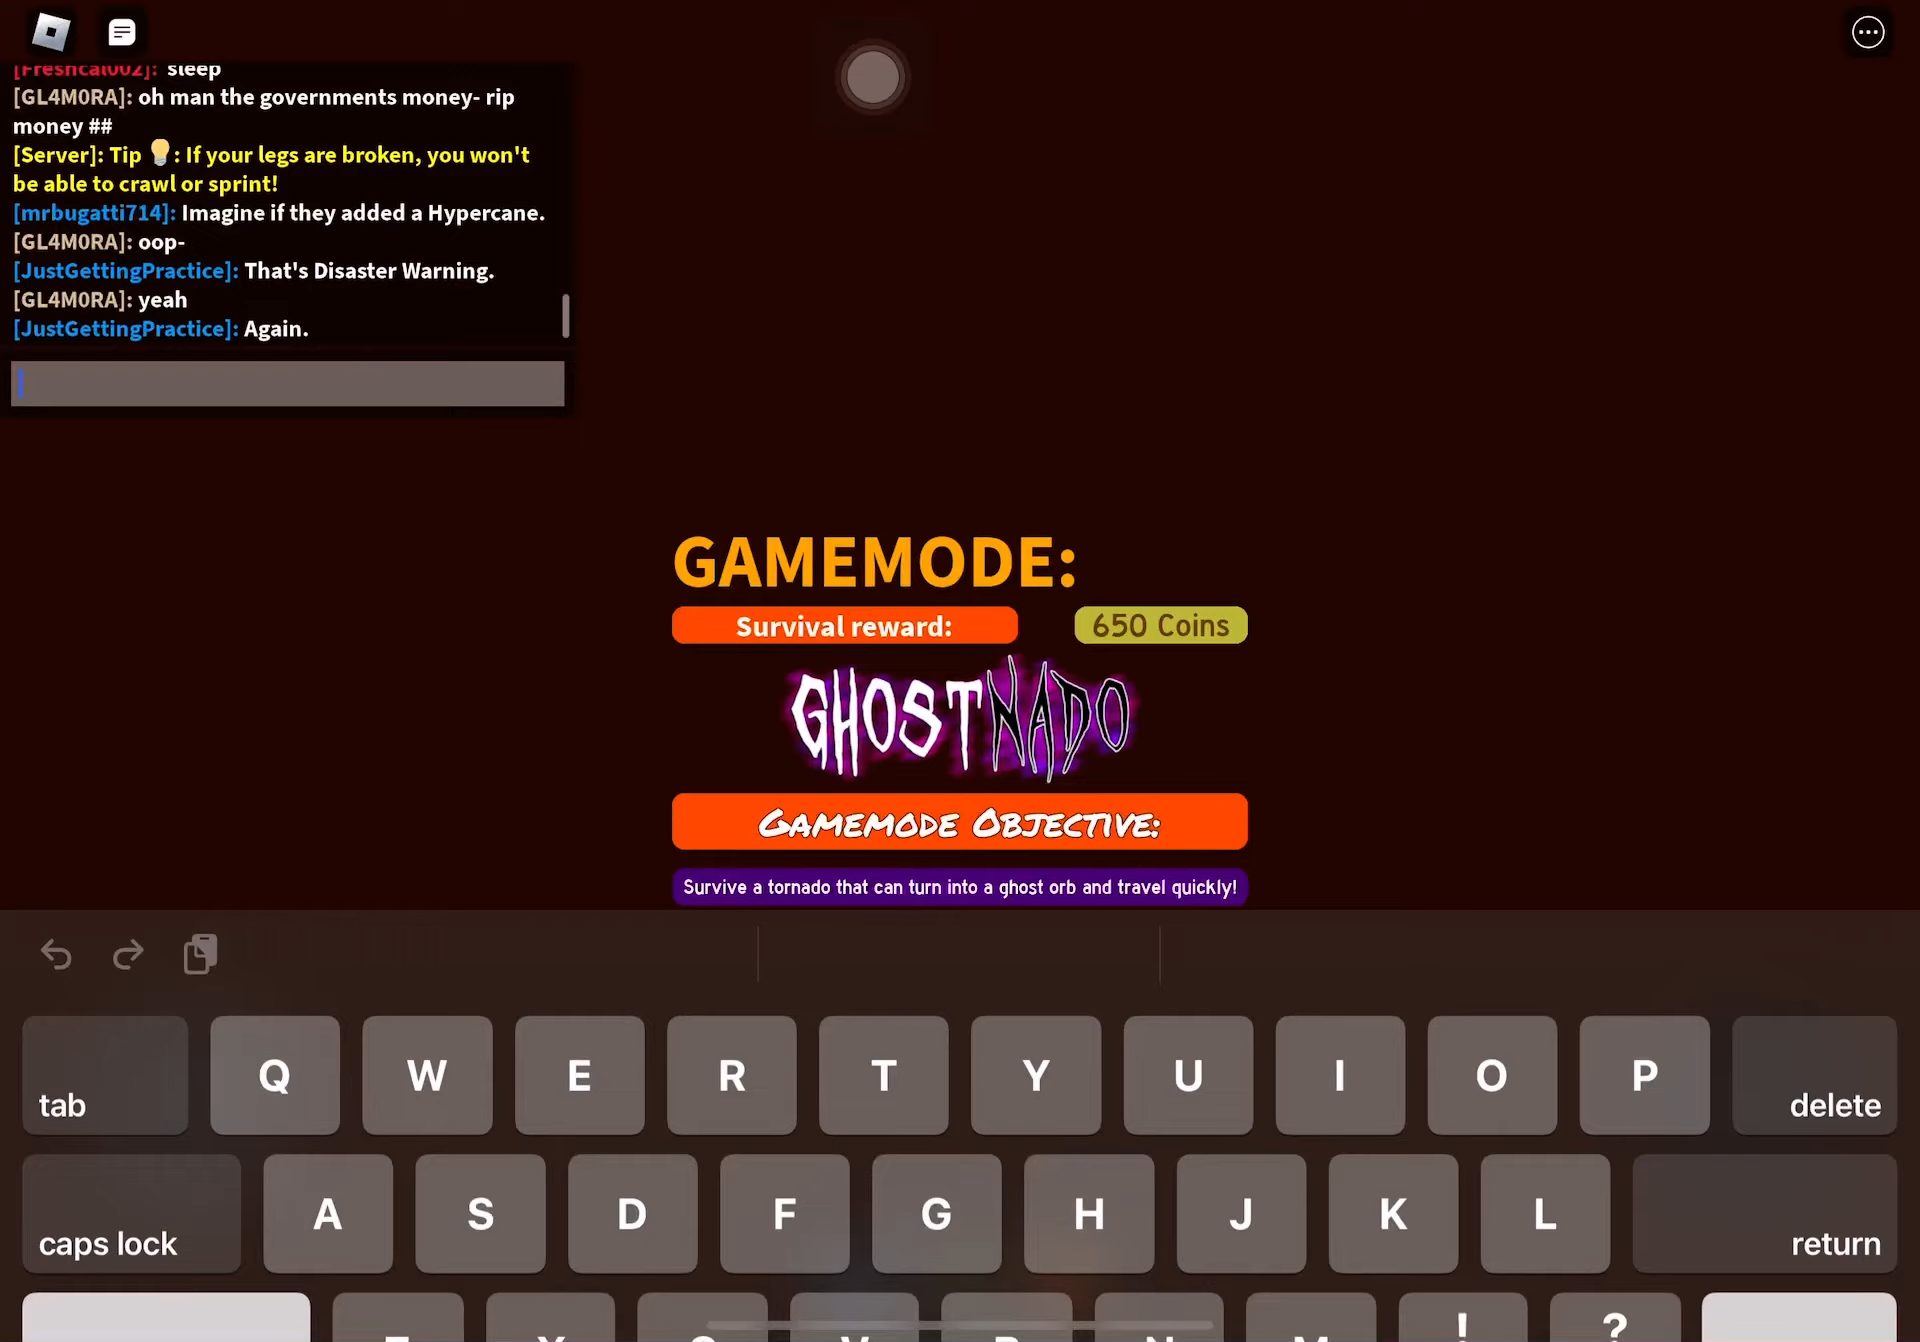 [Freshcal002]: sleep
[GL4M0RA]: oh man the governments money- rip
money ##
[Server]: Tip 💡: If your legs are broken, you won't
be able to crawl or sprint!
[mrbugatti714]: Imagine if they added a Hypercane.
[GL4M0RA]: oop-
[JustGettingPractice]: That's Disaster Warning.
[GL4M0RA]: yeah
[JustGettingPractice]: Again.
GAMEMODE:
Survival reward: 650 Coins
GHOSTNADO
GAMEMODE OBJECTIVE:
Survive a tornado that can turn into a ghost orb and travel quickly!
tab Q W E R T Y U I O P delete
caps lock A S D F G H J K L return
! ?